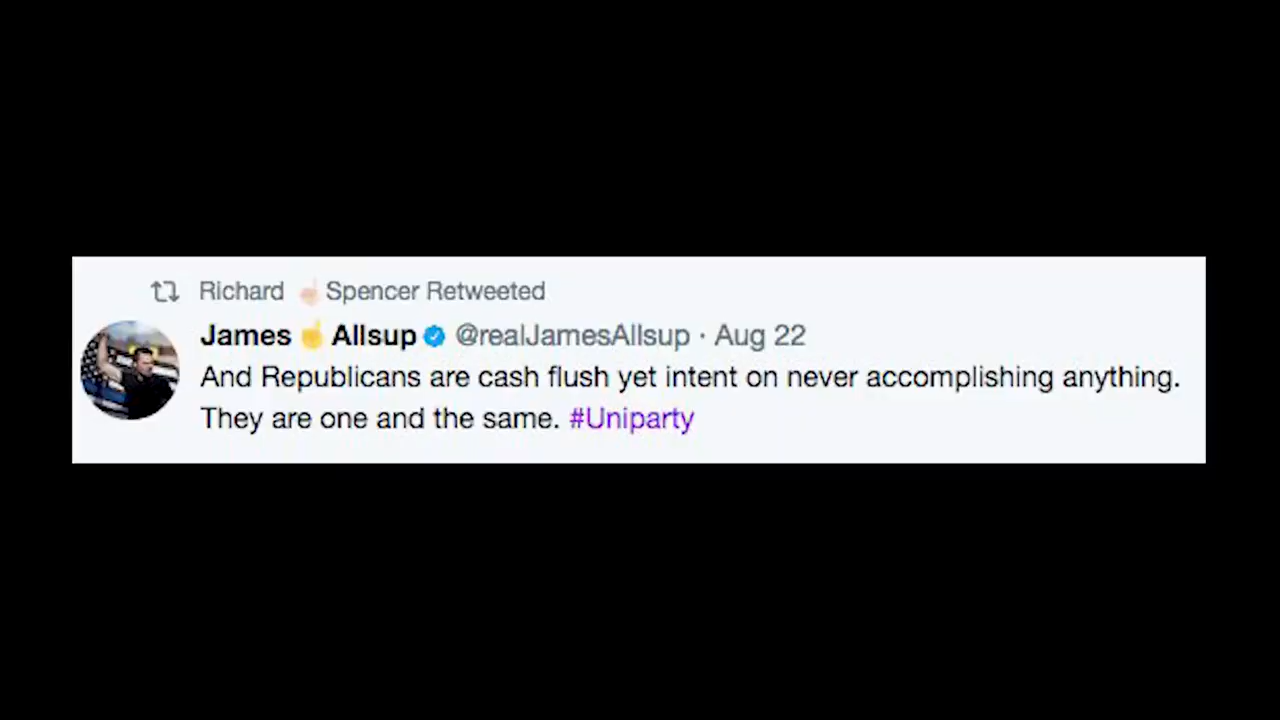 Richard ☝🏻Spencer Retweeted
James ☝️ Allsup @realJamesAllsup · Aug 22
And Republicans are cash flush yet intent on never accomplishing anything.
They are one and the same. #Uniparty